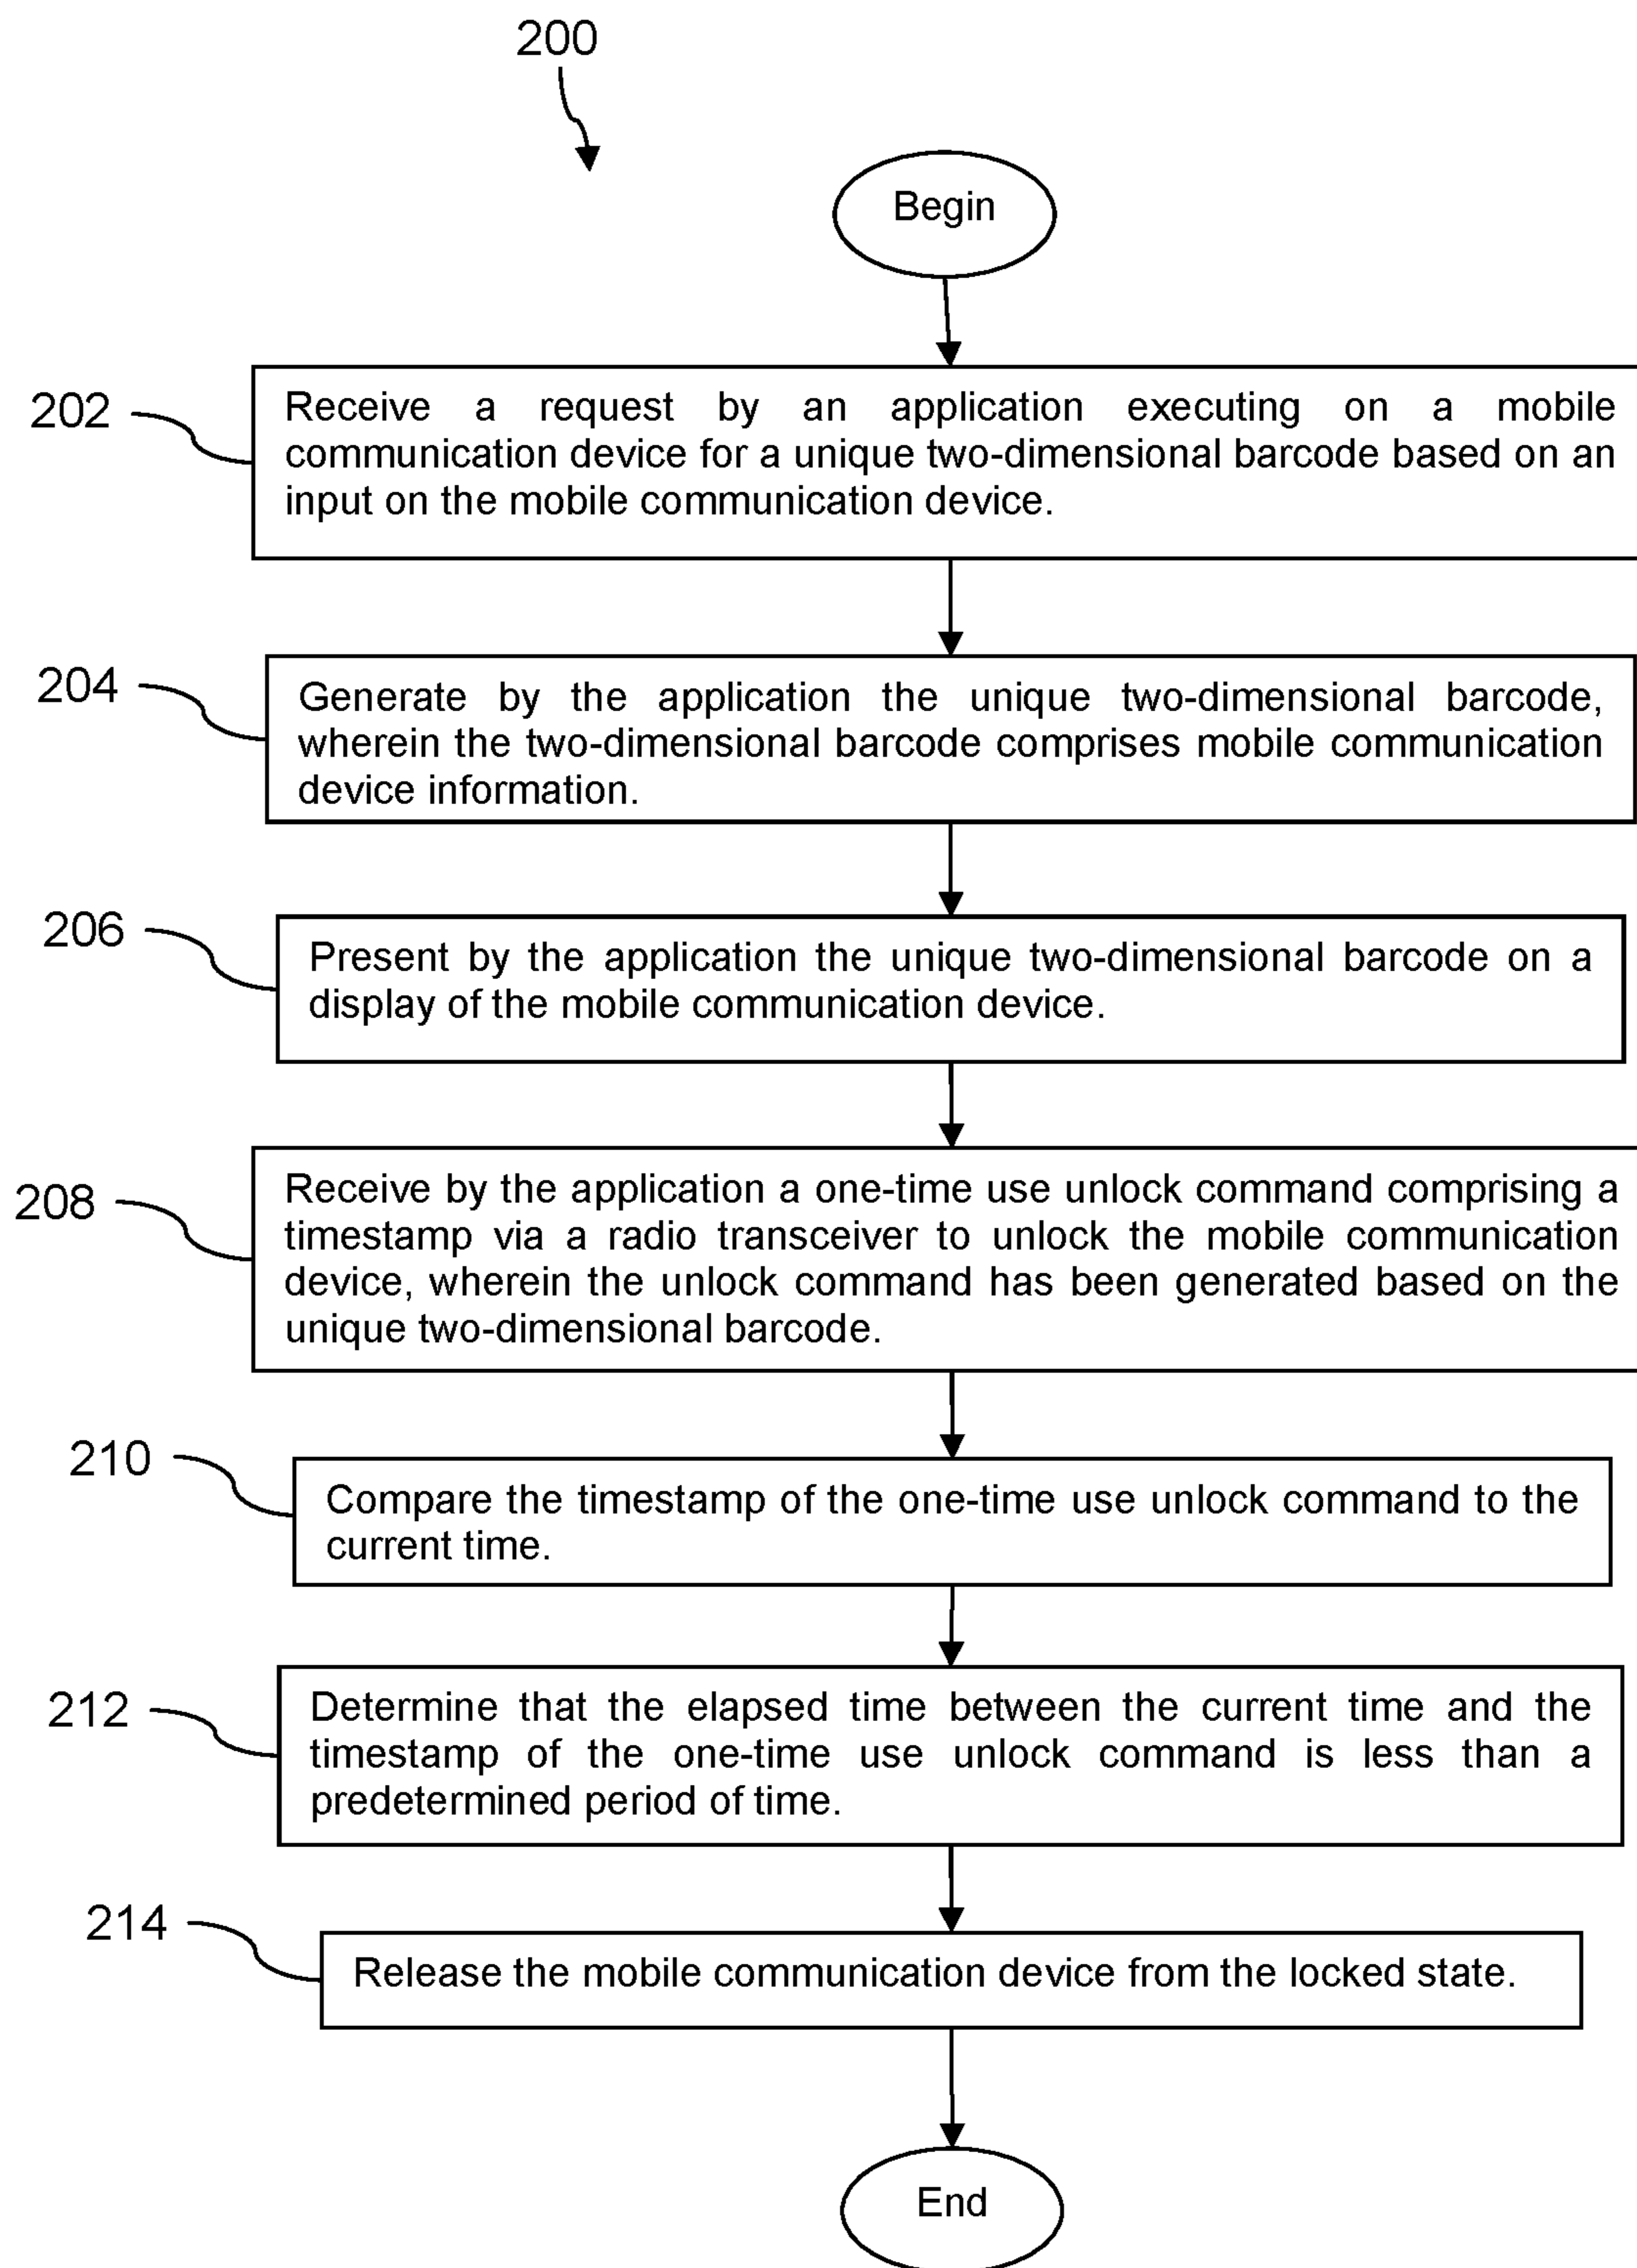 200
Begin
202
Receive a request by an application executing on a mobile
communication device for a unique two-dimensional barcode based on an
input on the mobile communication device.
204
Generate by the application the unique two-dimensional barcode,
wherein the two-dimensional barcode comprises mobile communication
device information.
206
Present by the application the unique two-dimensional barcode on a
display of the mobile communication device.
208
Receive by the application a one-time use unlock command comprising a
timestamp via a radio transceiver to unlock the mobile communication
device, wherein the unlock command has been generated based on the
unique two-dimensional barcode.
210
Compare the timestamp of the one-time use unlock command to the
current time.
212
Determine that the elapsed time between the current time and the
timestamp of the one-time use unlock command is less than a
predetermined period of time.
214
Release the mobile communication device from the locked state.
End